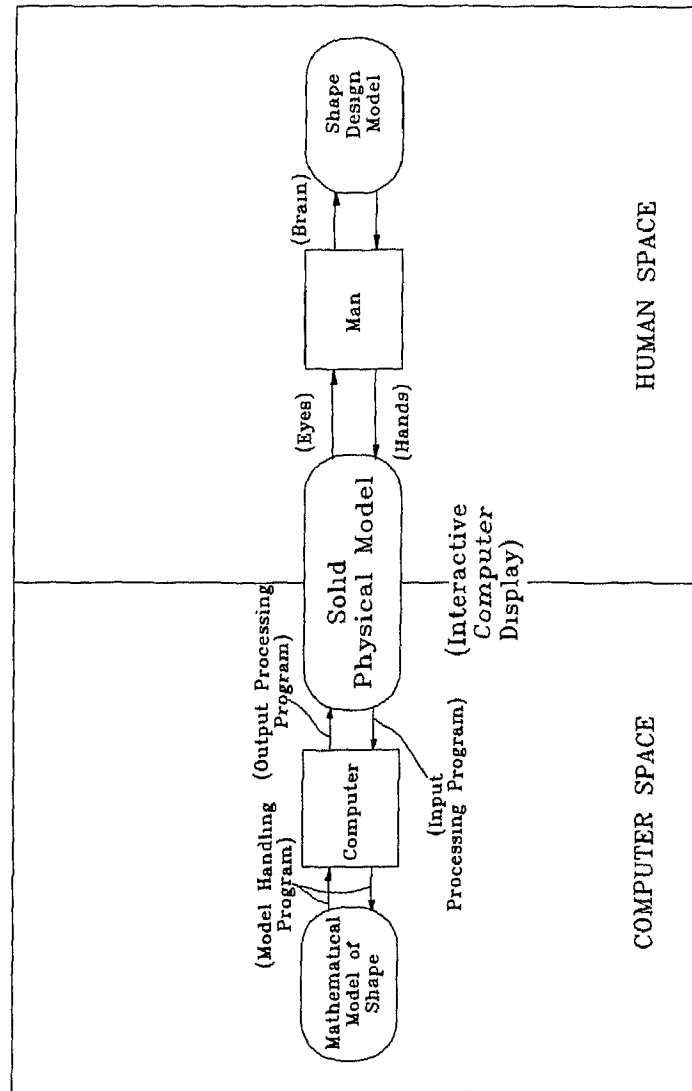 (Model Handling
Program)
(Output Processing
Program)
(Eyes)
(Brain)
Mathematical
Model of
Shape
Computer
Solid
Physical Model
Man
Shape
Design
Model
(Input
Processing Program)
(Interactive
Computer
Display)
(Hands)
COMPUTER SPACE
HUMAN SPACE